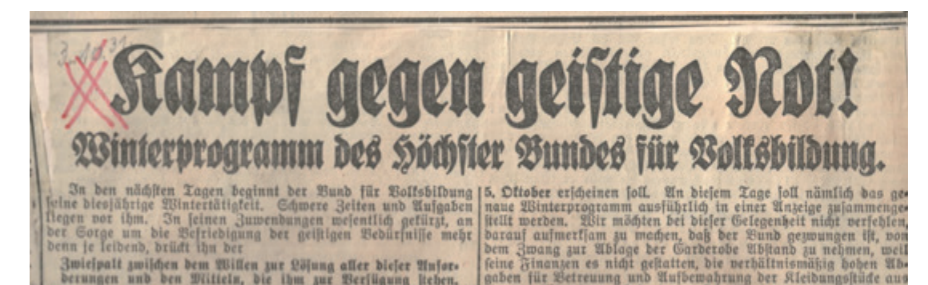 3.10.31
Kampf gegen geistige Not!
Winterprogramm des Höchster Bundes für Volksbildung.
In den nächsten Tagen beginnt der Bund für Volksbildung
seine diesjährige Wintertätigkeit. Schwere Zeiten und Aufgaben
liegen vor ihm. In seinen Zuwendungen wesentlich gekürzt, an
der Sorge um die Befriedigung der geistigen Bedürfnisse mehr
denn je leidend, drückt ihn der
Zwiespalt zwischen dem Willen zur Lösung aller dieser Anfor-
derungen und den Mitteln, die ihm zur Verfügung stehen.
5. Oktober erscheinen soll. An diesem Tage soll nämlich das ge-
naue Winterprogramm ausführlich in einer Anzeige zusammenge-
stellt werden. Wir möchten bei dieser Gelegenheit nicht verfehlen,
darauf aufmerksam zu machen, daß der Bund gezwungen ist, von
dem Zwang zur Ablage der Garderobe Abstand zu nehmen, weil
seine Finanzen es nicht gestatten, die verhältnismäßig hohen Ab-
gaben für Betreuung und Aufbewahrung der Kleidungsstücke aus